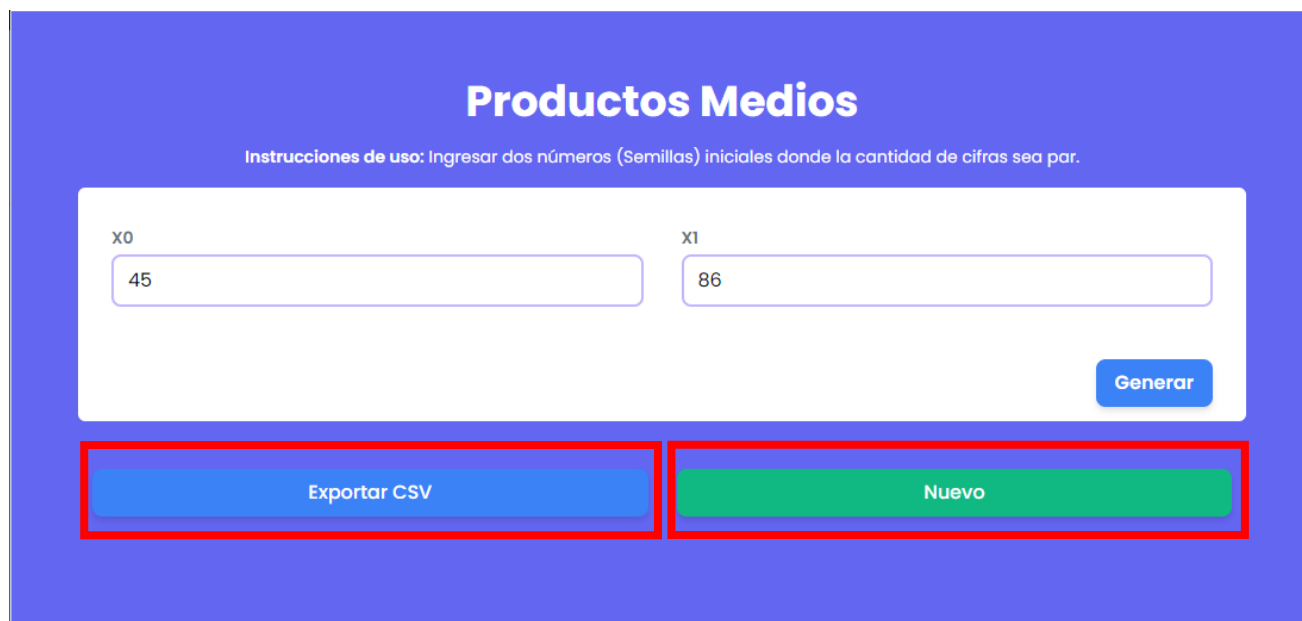 Productos Medios
Instrucciones de uso: Ingresar dos números (Semillas) iniciales donde la cantidad de cifras sea par.
X0 X1
45 86
Generar
Exportar CSV Nuevo